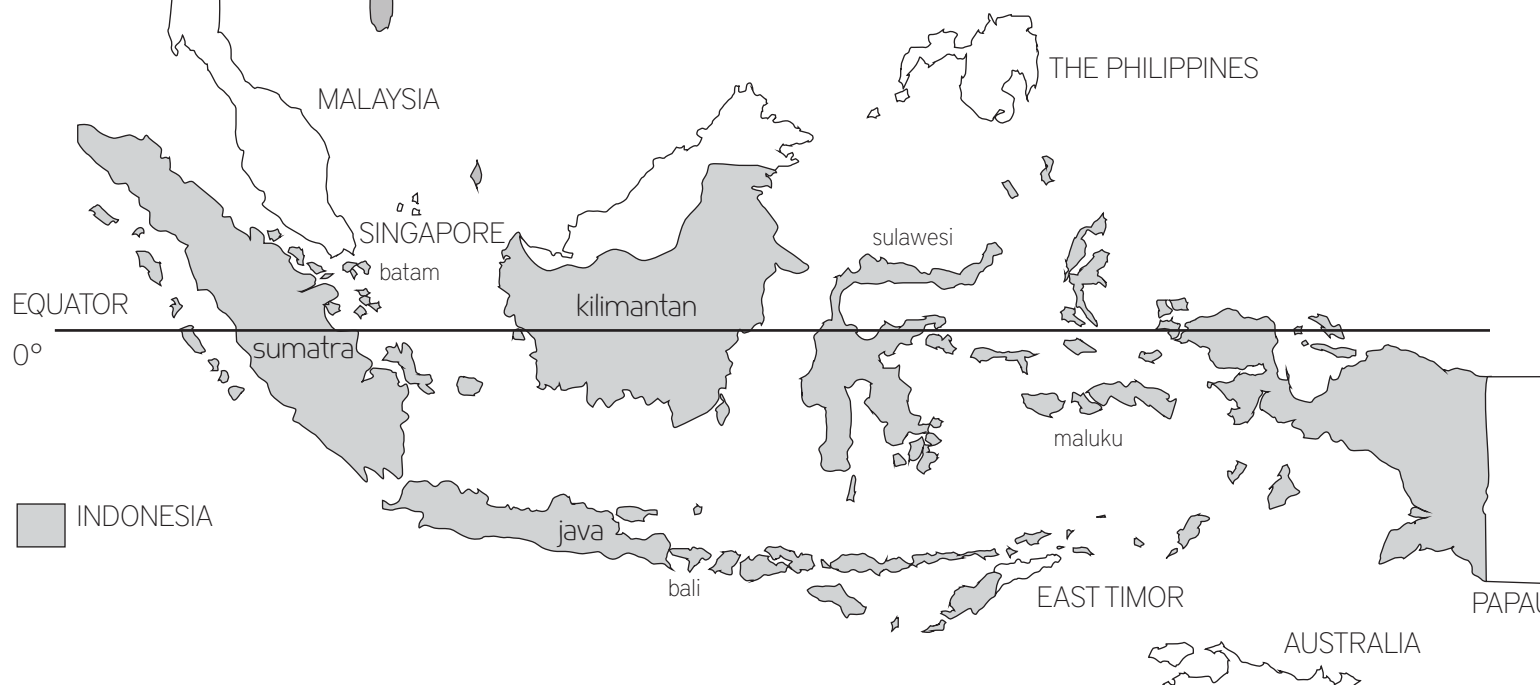 THE PHILIPPINES
MALAYSIA
SINGAPORE
sulawesi
batam
EQUATOR
kilimantan
0°
sumatra
maluku
INDONESIA
java
bali
EAST TIMOR
PAPAU
AUSTRALIA